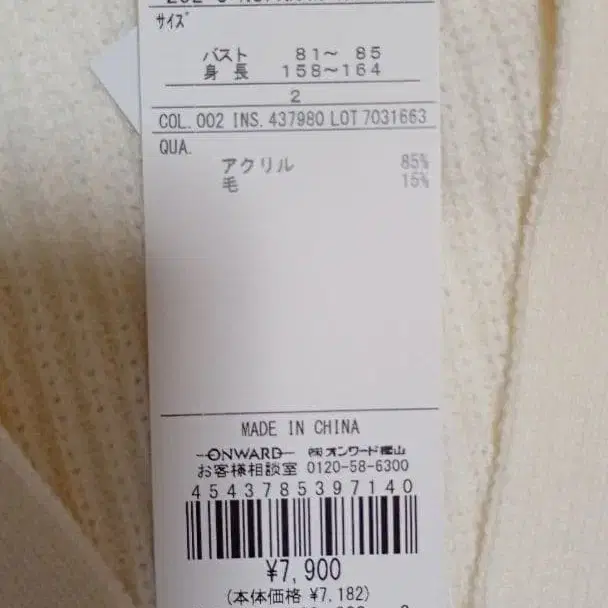 サイズ
バスト 81～ 85
身 長 158～164
2
COL. 002 INS. 437980 LOT 7031663
QUA.
アクリル 85%
毛 15%
MADE IN CHINA
ONWARD ㈱オンワード樫山
お客様相談室 0120-58-6300
4543785397140
¥7,900
(本体価格 ¥7,182)